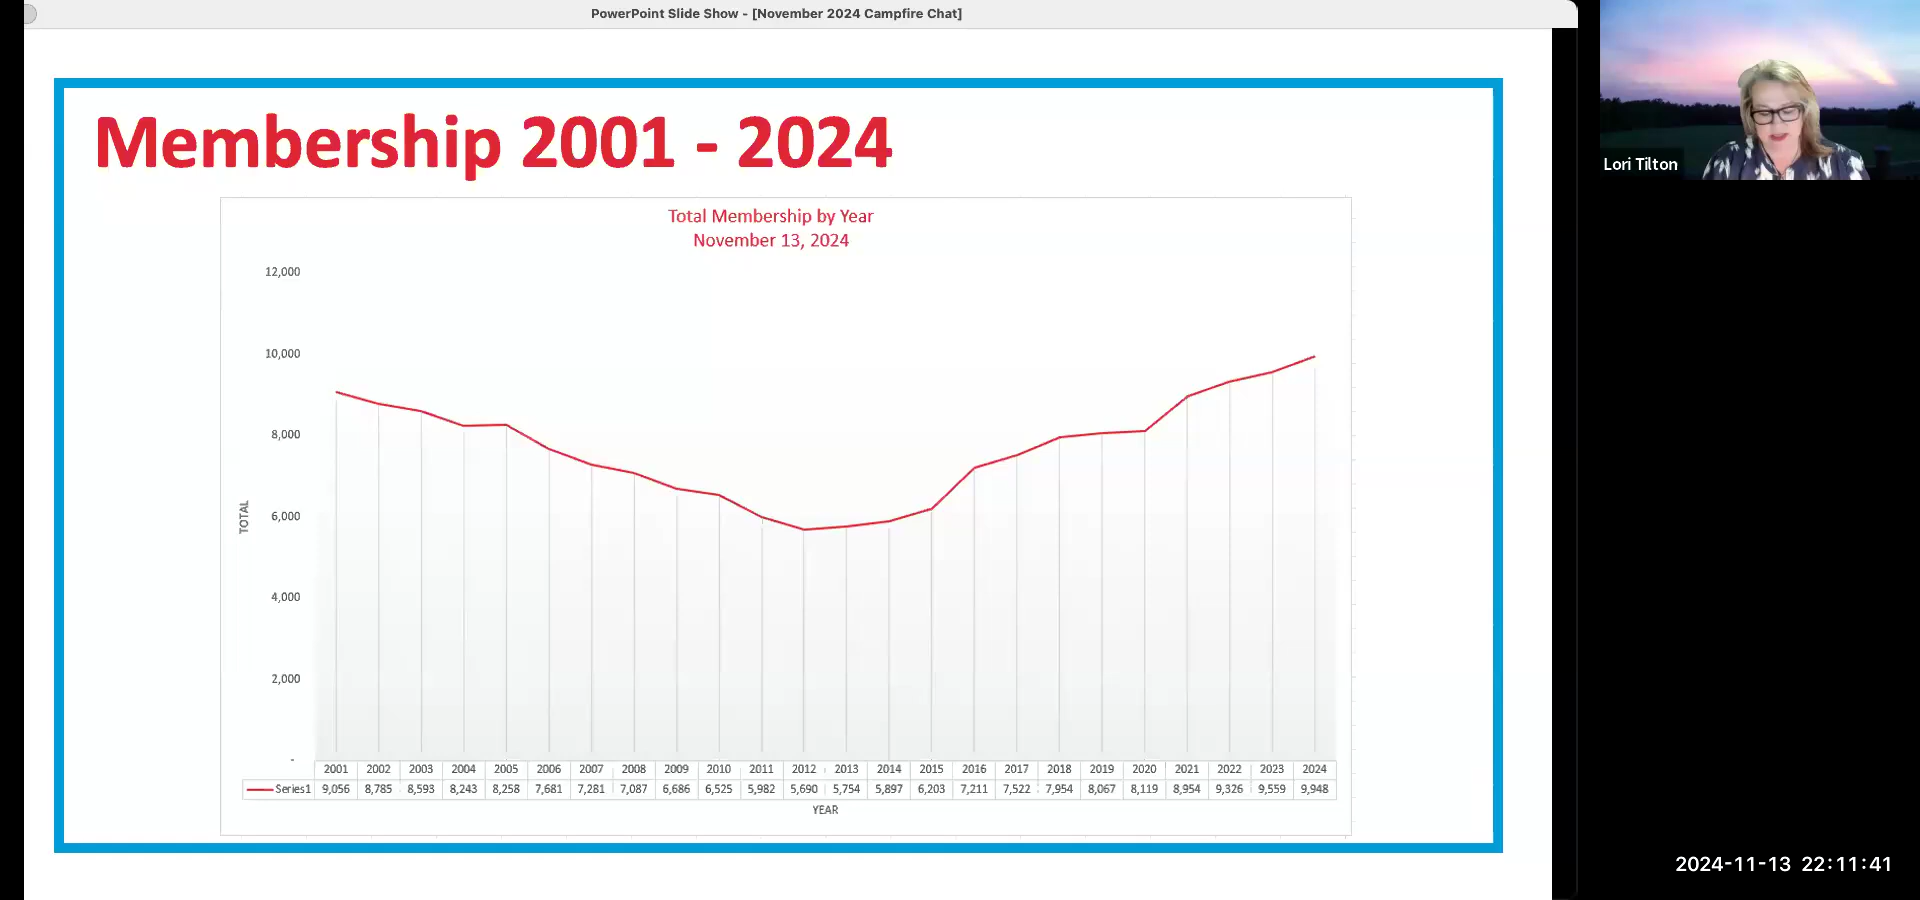 PowerPoint Slide Show - [November 2024 Campfire Chat]
Membership 2001 - 2024
Total Membership by Year
November 13, 2024
12,000
10,000
8,000
6,000
4,000
2,000
-
TOTAL
2001 2002 2003 2004 2005 2006 2007 2008 2009 2010 2011 2012 2013 2014 2015 2016 2017 2018 2019 2020 2021 2022 2023 2024
Series1 9,056 8,785 8,593 8,243 8,258 7,681 7,281 7,087 6,686 6,525 5,982 5,690 5,754 5,897 6,203 7,211 7,522 7,954 8,067 8,119 8,954 9,326 9,559 9,948
YEAR
Lori Tilton
2024-11-13 22:11:41